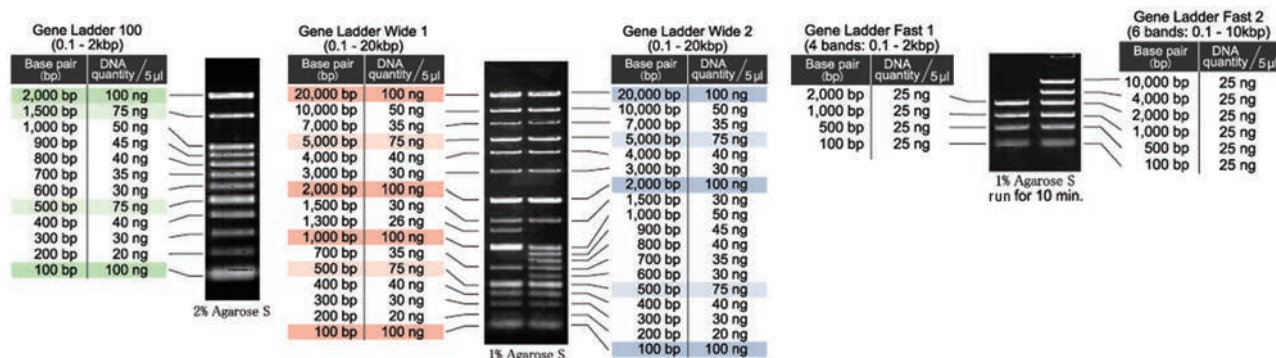 Gene Ladder 100
(0.1 - 2kbp)
Base pair (bp) DNA quantity / 5 µl
2,000 bp 100 ng
1,500 bp 75 ng
1,000 bp 50 ng
900 bp 45 ng
800 bp 40 ng
700 bp 35 ng
600 bp 30 ng
500 bp 75 ng
400 bp 40 ng
300 bp 30 ng
200 bp 20 ng
100 bp 100 ng
2% Agarose S
Gene Ladder Wide 1
(0.1 - 20kbp)
Base pair (bp) DNA quantity / 5 µl
20,000 bp 100 ng
10,000 bp 50 ng
7,000 bp 35 ng
5,000 bp 75 ng
4,000 bp 40 ng
3,000 bp 30 ng
2,000 bp 100 ng
1,500 bp 30 ng
1,300 bp 26 ng
1,000 bp 100 ng
700 bp 35 ng
500 bp 75 ng
400 bp 40 ng
300 bp 30 ng
200 bp 20 ng
100 bp 100 ng
1% Agarose S
Gene Ladder Wide 2
(0.1 - 20kbp)
Base pair (bp) DNA quantity / 5 µl
20,000 bp 100 ng
10,000 bp 50 ng
7,000 bp 35 ng
5,000 bp 75 ng
4,000 bp 40 ng
3,000 bp 30 ng
2,000 bp 100 ng
1,500 bp 30 ng
1,000 bp 50 ng
900 bp 45 ng
800 bp 40 ng
700 bp 35 ng
600 bp 30 ng
500 bp 75 ng
400 bp 40 ng
300 bp 30 ng
200 bp 20 ng
100 bp 100 ng
Gene Ladder Fast 1
(4 bands: 0.1 - 2kbp)
Base pair (bp) DNA quantity / 5 µl
2,000 bp 25 ng
1,000 bp 25 ng
500 bp 25 ng
100 bp 25 ng
1% Agarose S
run for 10 min.
Gene Ladder Fast 2
(6 bands: 0.1 - 10kbp)
Base pair (bp) DNA quantity / 5 µl
10,000 bp 25 ng
4,000 bp 25 ng
2,000 bp 25 ng
1,000 bp 25 ng
500 bp 25 ng
100 bp 25 ng